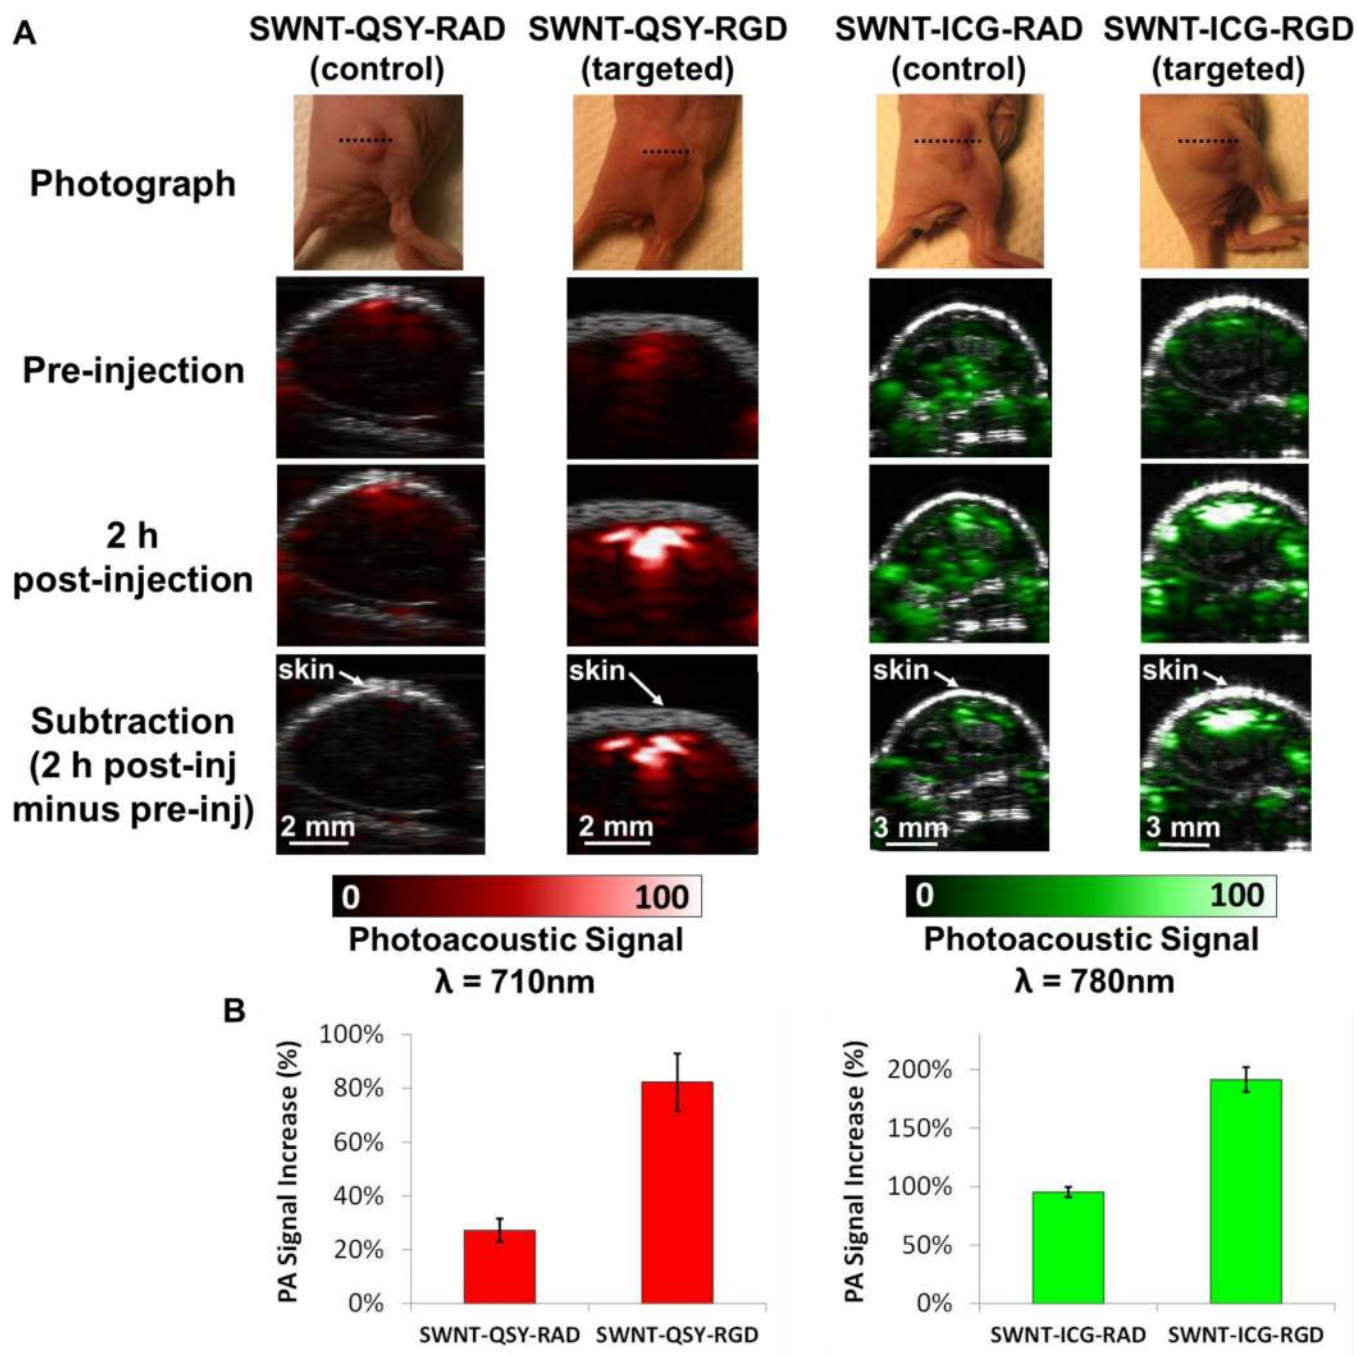 A
SWNT-QSY-RAD
(control)
SWNT-QSY-RGD
(targeted)
SWNT-ICG-RAD
(control)
SWNT-ICG-RGD
(targeted)
Photograph
Pre-injection
2 h
post-injection
Subtraction
(2 h post-inj
minus pre-inj)
skin
2 mm
skin
2 mm
skin
3 mm
skin
3 mm
0 100
Photoacoustic Signal
λ = 710nm
0 100
Photoacoustic Signal
λ = 780nm
B
PA Signal Increase (%)
100%
80%
60%
40%
20%
0%
SWNT-QSY-RAD SWNT-QSY-RGD
PA Signal Increase (%)
200%
150%
100%
50%
0%
SWNT-ICG-RAD SWNT-ICG-RGD